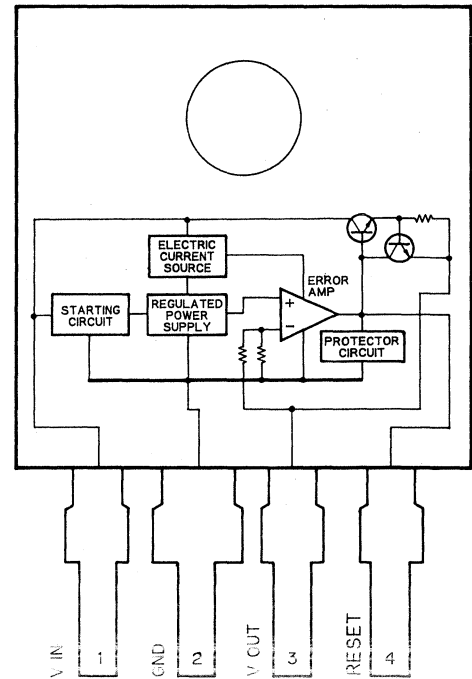 ELECTRIC
CURRENT
SOURCE
ERROR
AMP
STARTING
CIRCUIT
REGULATED
POWER
SUPPLY
+
−
PROTECTOR
CIRCUIT
V IN
1
GND
2
V OUT
3
RESET
4